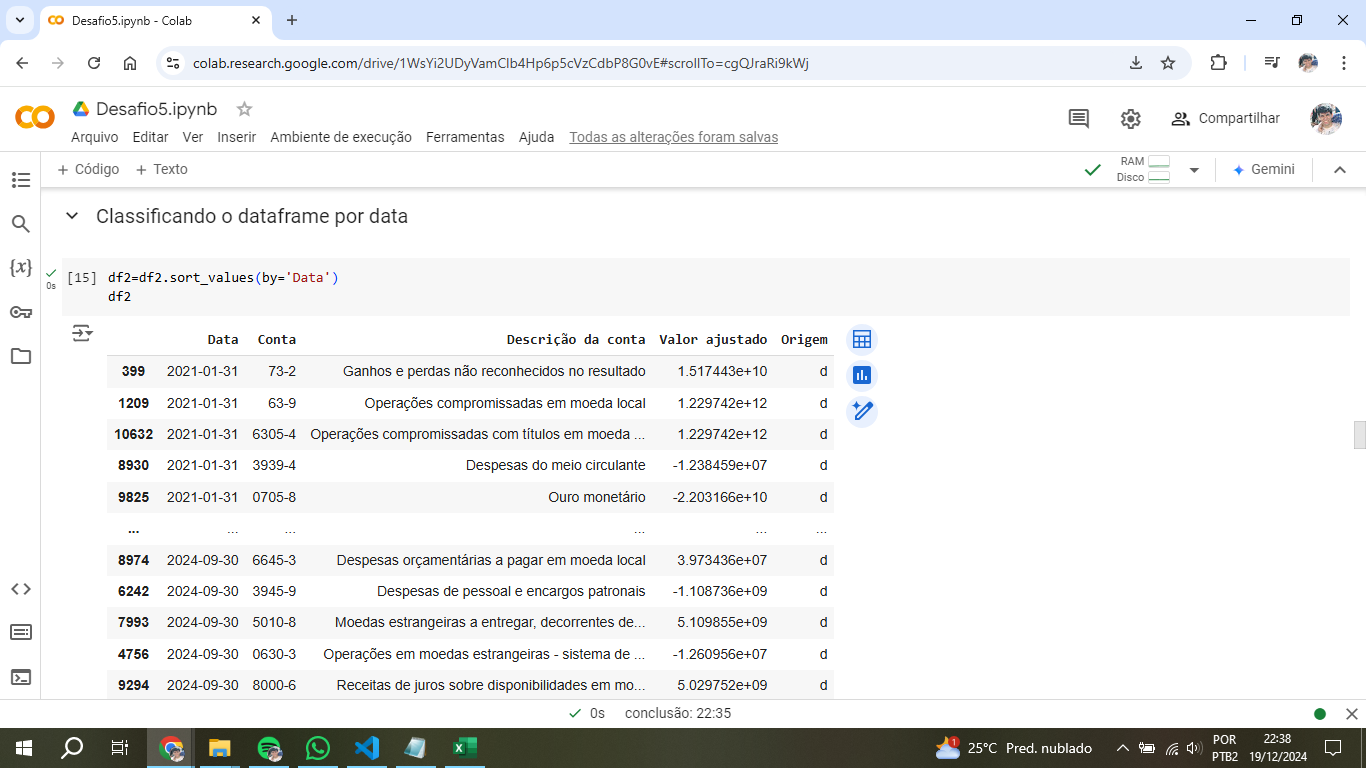 Desafio5.ipynb - Colab
colab.research.google.com/drive/1WsYi2UDyVamCIb4Hp6p5cVzCdbP8G0vE#scrollTo=cgQJraRi9kWj
Desafio5.ipynb
Arquivo Editar Ver Inserir Ambiente de execução Ferramentas Ajuda Todas as alterações foram salvas
Compartilhar
+ Código + Texto
RAM
Disco
Gemini
Classificando o dataframe por data
[15] df2=df2.sort_values(by='Data')
0s
df2
Data Conta Descrição da conta Valor ajustado Origem
399 2021-01-31 73-2 Ganhos e perdas não reconhecidos no resultado 1.517443e+10 d
1209 2021-01-31 63-9 Operações compromissadas em moeda local 1.229742e+12 d
10632 2021-01-31 6305-4 Operações compromissadas com títulos em moeda ... 1.229742e+12 d
8930 2021-01-31 3939-4 Despesas do meio circulante -1.238459e+07 d
9825 2021-01-31 0705-8 Ouro monetário -2.203166e+10 d
... ... ... ... ... ...
8974 2024-09-30 6645-3 Despesas orçamentárias a pagar em moeda local 3.973436e+07 d
6242 2024-09-30 3945-9 Despesas de pessoal e encargos patronais -1.108736e+09 d
7993 2024-09-30 5010-8 Moedas estrangeiras a entregar, decorrentes de... 5.109855e+09 d
4756 2024-09-30 0630-3 Operações em moedas estrangeiras - sistema de ... -1.260956e+07 d
9294 2024-09-30 8000-6 Receitas de juros sobre disponibilidades em mo... 5.029752e+09 d
0s conclusão: 22:35
1
25°C Pred. nublado
POR
PTB2
22:38
19/12/2024